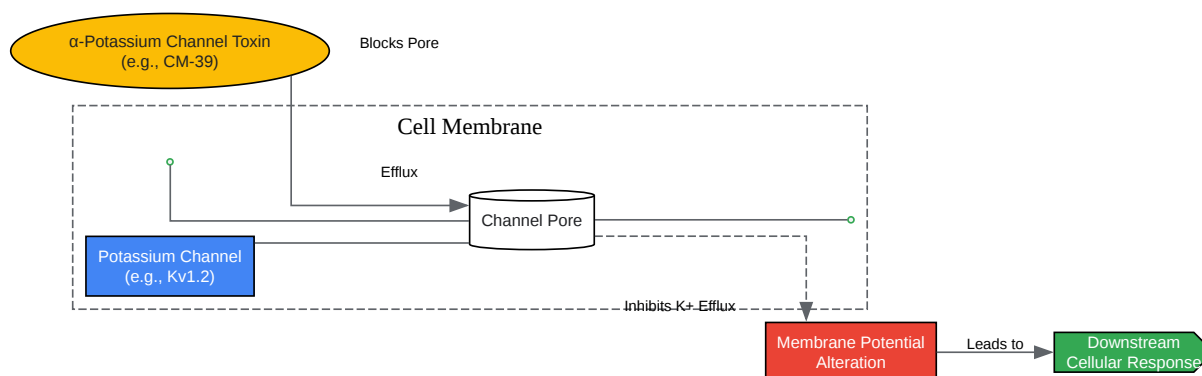 α-Potassium Channel Toxin
(e.g., CM-39)
Blocks Pore
Cell Membrane
Efflux
Channel Pore
Potassium Channel
(e.g., Kv1.2)
Inhibits K+ Efflux
Membrane Potential
Alteration
Leads to
Downstream
Cellular Response